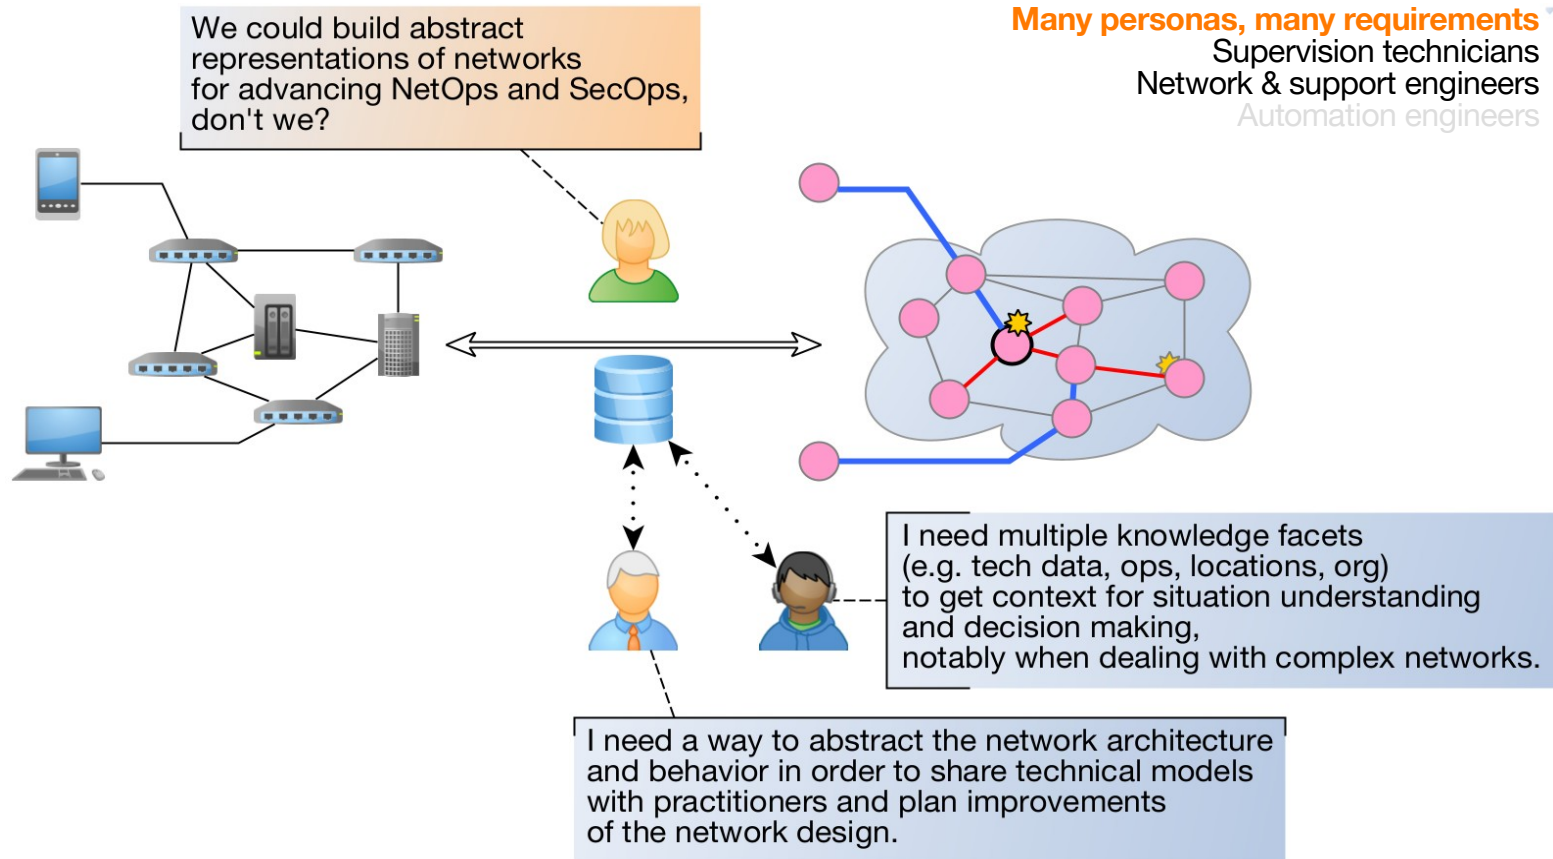 We could build abstract
representations of networks
for advancing NetOps and SecOps,
don't we?
Many personas, many requirements
Supervision technicians
Network & support engineers
Automation engineers
I need multiple knowledge facets
(e.g. tech data, ops, locations, org)
to get context for situation understanding
and decision making,
notably when dealing with complex networks.
I need a way to abstract the network architecture
and behavior in order to share technical models
with practitioners and plan improvements
of the network design.